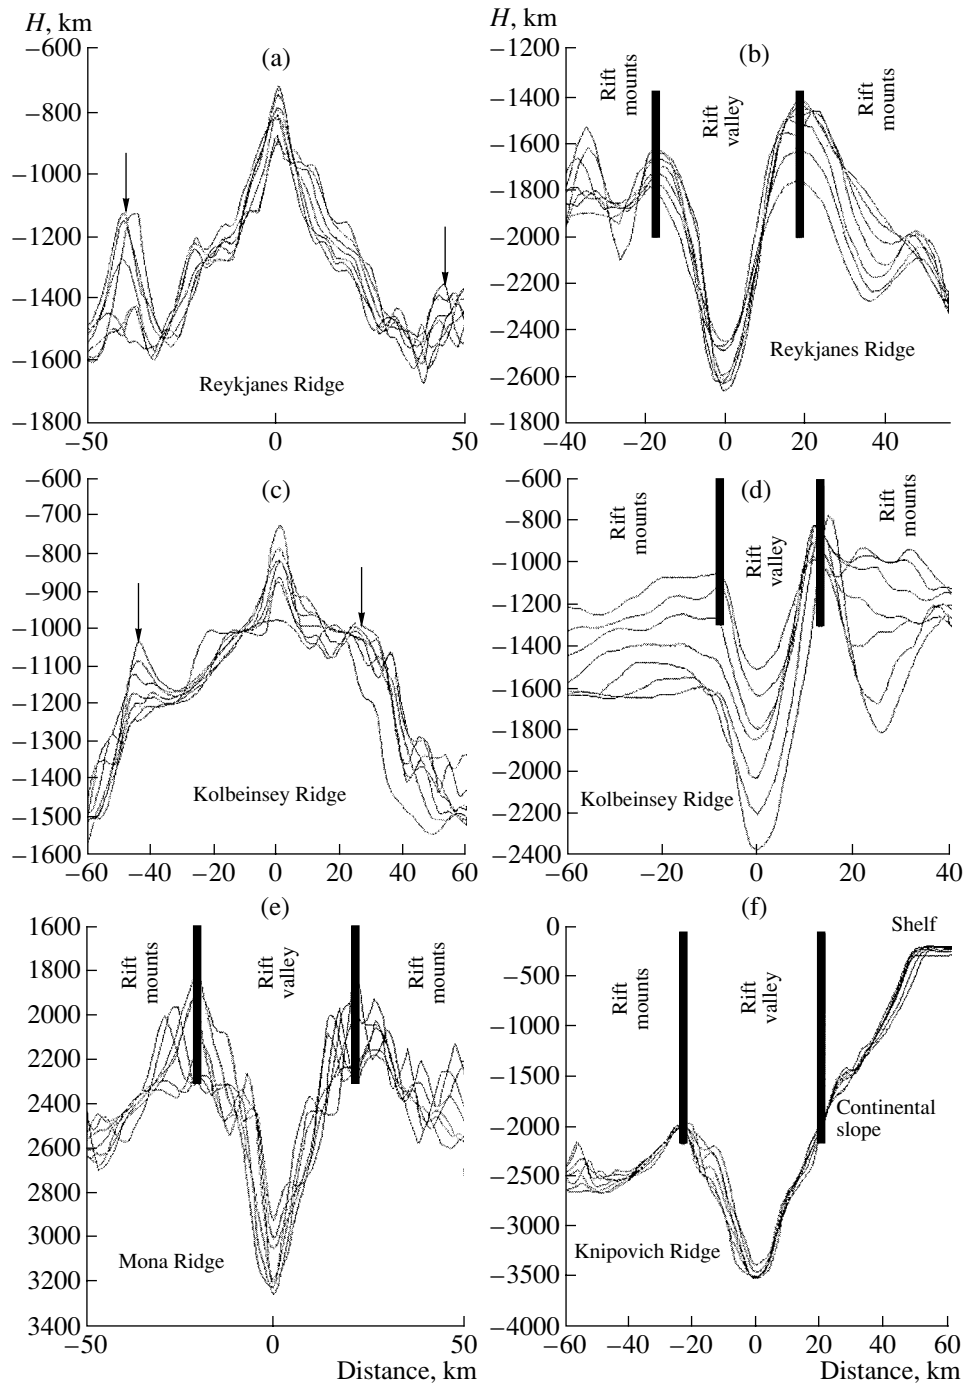 H, km
−600
−800
−1000
−1200
−1400
−1600
−1800
(a)
Reykjanes Ridge
−50
0
50
H, km
−1200
−1400
−1600
−1800
−2000
−2200
−2400
−2600
−1800
(b)
Rift
mounts
Rift
valley
Rift
mounts
Reykjanes Ridge
−40
−20
0
20
40
−600
−700
−800
−900
−1000
−1100
−1200
−1300
−1400
−1500
−1600
(c)
Kolbeinsey Ridge
−60
−40
−20
0
20
40
60
−600
−800
−1000
−1200
−1400
−1600
−1800
−2000
−2200
−2400
(d)
Rift
mounts
Rift
valley
Rift
mounts
Kolbeinsey Ridge
−60
−40
−20
0
20
40
1600
1800
2000
2200
2400
2600
2800
3000
3200
3400
(e)
Rift
mounts
Rift
valley
Rift
mounts
Mona Ridge
−50
0
50
Distance, km
0
−500
−1000
−1500
−2000
−2500
−3000
−3500
−4000
(f)
Shelf
Rift
mounts
Rift
valley
Continental
slope
Knipovich Ridge
−60
−40
−20
0
20
40
60
Distance, km